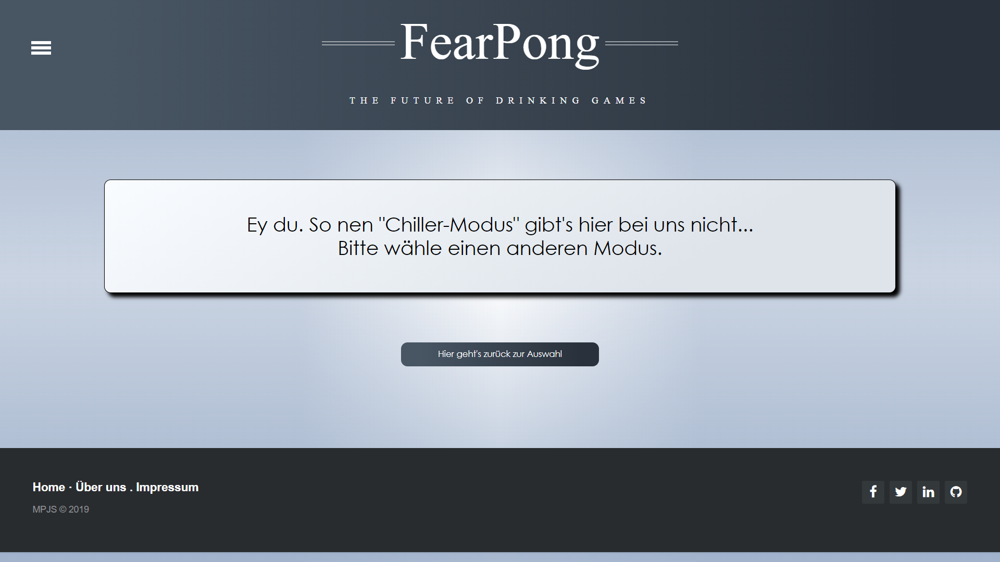 FearPong
THE FUTURE OF DRINKING GAMES
Ey du. So nen "Chiller-Modus" gibt's hier bei uns nicht...
Bitte wähle einen anderen Modus.
Hier geht's zurück zur Auswahl
Home · Über uns . Impressum
MPJS © 2019